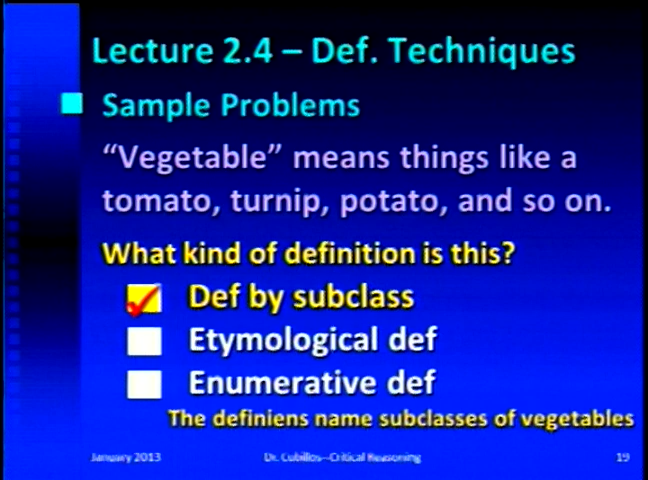 Lecture 2.4 – Def. Techniques
Sample Problems
“Vegetable” means things like a
tomato, turnip, potato, and so on.
What kind of definition is this?
Def by subclass
Etymological def
Enumerative def
The definiens name subclasses of vegetables
January 2013 Dr. Cubillos--Critical Reasoning 19